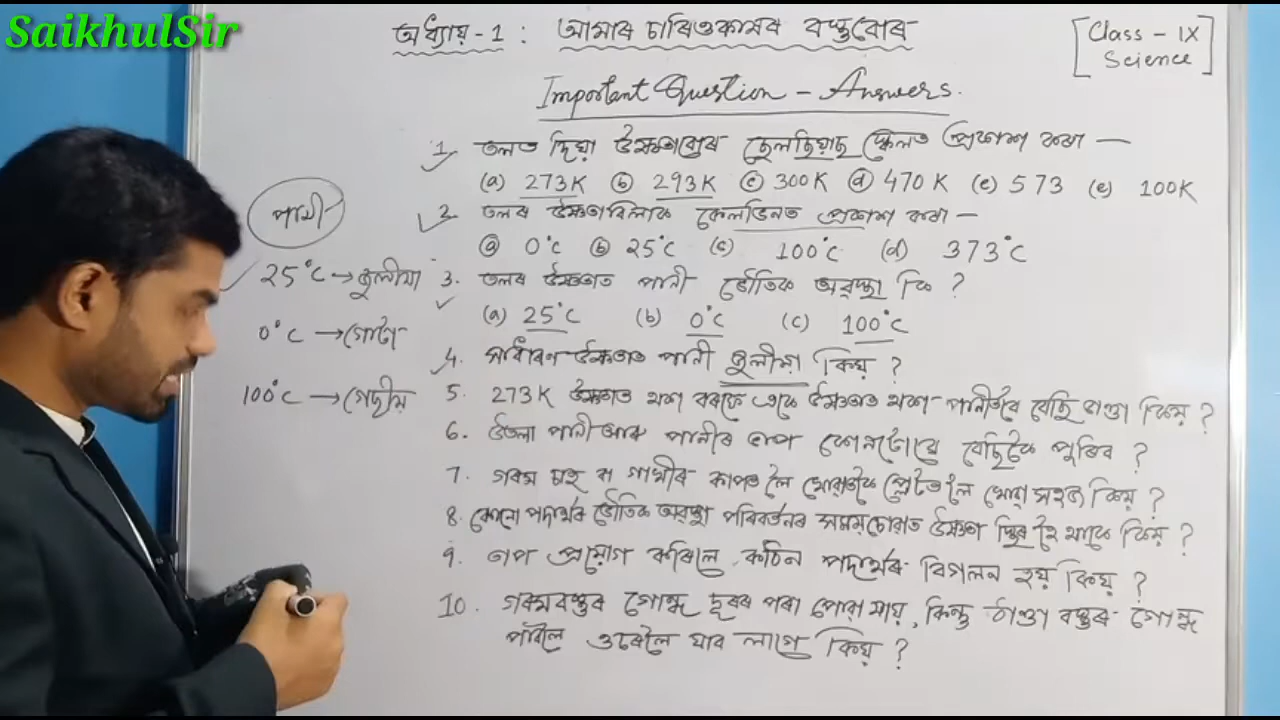 SaikhulSir
অধ্যায় - 1 : আমাৰ চাৰিওকাষৰ বস্তুবোৰ
[Class - IX Science]
Important Question - Answers.
1. তলত দিয়া উষ্ণতাবোৰ ছেলছিয়াছ স্কেলত প্ৰকাশ কৰা —
(a) 273K (b) 293K (c) 300K (d) 470K (e) 573 (e) 100K
2. তলৰ উষ্ণতাবিলাক কেলভিনত প্ৰকাশ কৰা -
(a) 0°C (b) 25°C (c) 100°C (d) 373°C
3. তলৰ উষ্ণতাত পানী ভৌতিক অৱস্থা কি ?
(a) 25°C (b) 0°C (c) 100°C
4. সাধাৰণ উষ্ণতাত পানী জুলীয়া কিয় ?
5. 273K উষ্ণতাত থকা বৰফে একে উষ্ণতাত থকা পানীতকৈ বেছি ঠাণ্ডা কিয় ?
6. উতলা পানী আৰু পানীৰ ভাপ কোনটোৱে বেছিকৈ পুৰিব ?
7. গৰম চাহ বা গাখীৰ কাপত লৈ খোৱাতকৈ প্লেটত লৈ খোৱা সহজ কিয় ?
8. কোনো পদাৰ্থৰ ভৌতিক অৱস্থা পৰিবৰ্তনৰ সময়চোৱাত উষ্ণতা স্থিৰ হৈ থাকে কিয় ?
9. তাপ প্ৰয়োগ কৰিলে কঠিন পদাৰ্থৰ বিগলন হয় কিয় ?
10. গৰমবস্তুৰ গোন্ধ দূৰৰ পৰা পোৱা যায়, কিন্তু ঠাণ্ডা বস্তুৰ গোন্ধ
পাবলৈ ওচৰলৈ যাব লাগে কিয় ?
পানী
25°C → জুলীয়া
0°C → গোটা
100°C → গেছীয়